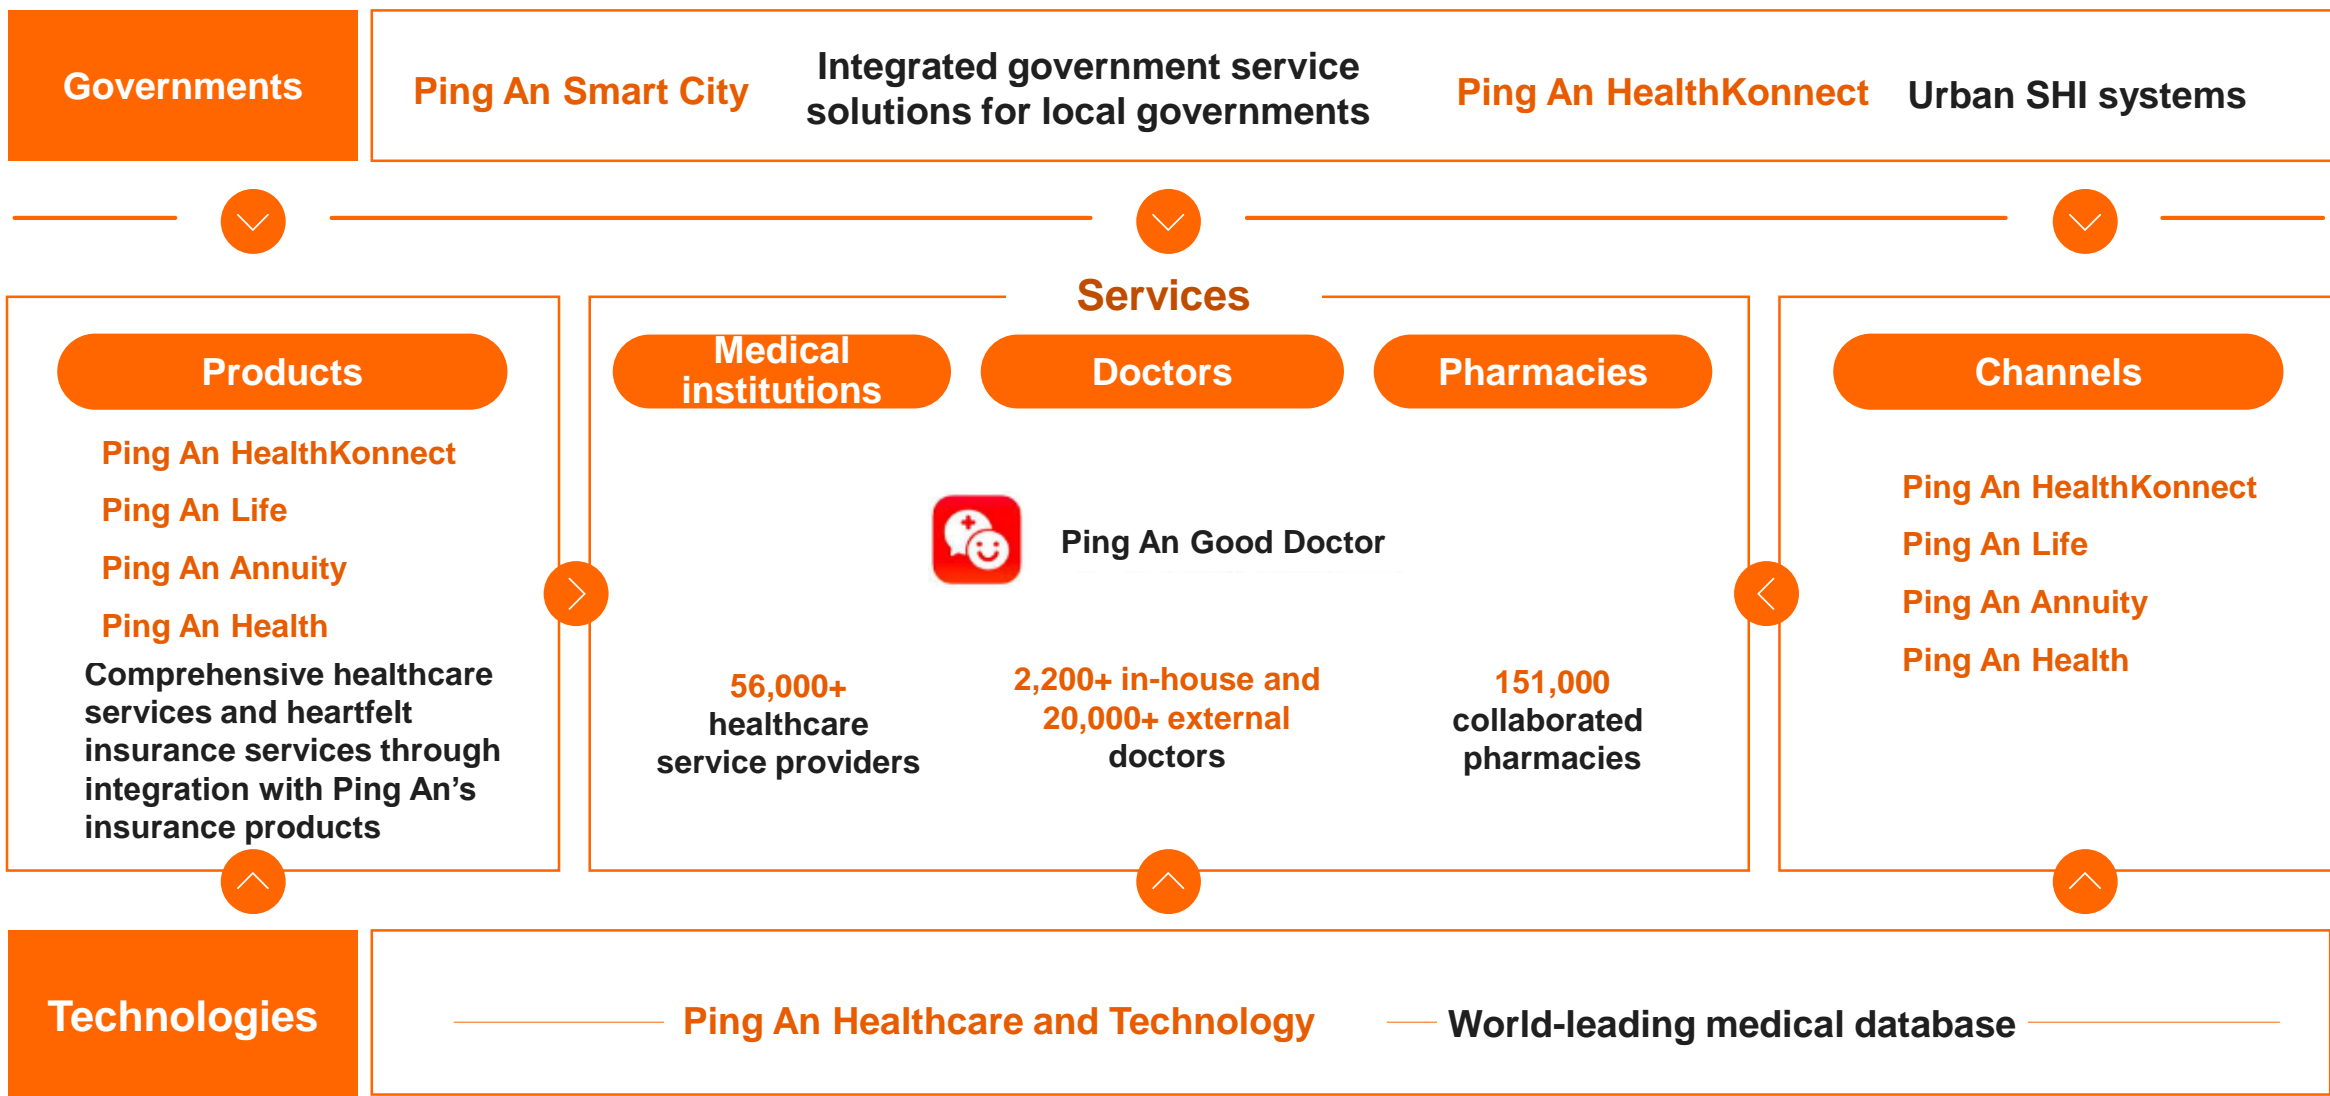 Governments
Ping An Smart City
Integrated government service
solutions for local governments
Ping An HealthKonnect
Urban SHI systems
Products
Ping An HealthKonnect
Ping An Life
Ping An Annuity
Ping An Health
Comprehensive healthcare
services and heartfelt
insurance services through
integration with Ping An’s
insurance products
Services
Medical
institutions
Doctors
Pharmacies
Ping An Good Doctor
56,000+
healthcare
service providers
2,200+ in-house and
20,000+ external
doctors
151,000
collaborated
pharmacies
Channels
Ping An HealthKonnect
Ping An Life
Ping An Annuity
Ping An Health
Technologies
Ping An Healthcare and Technology
World-leading medical database